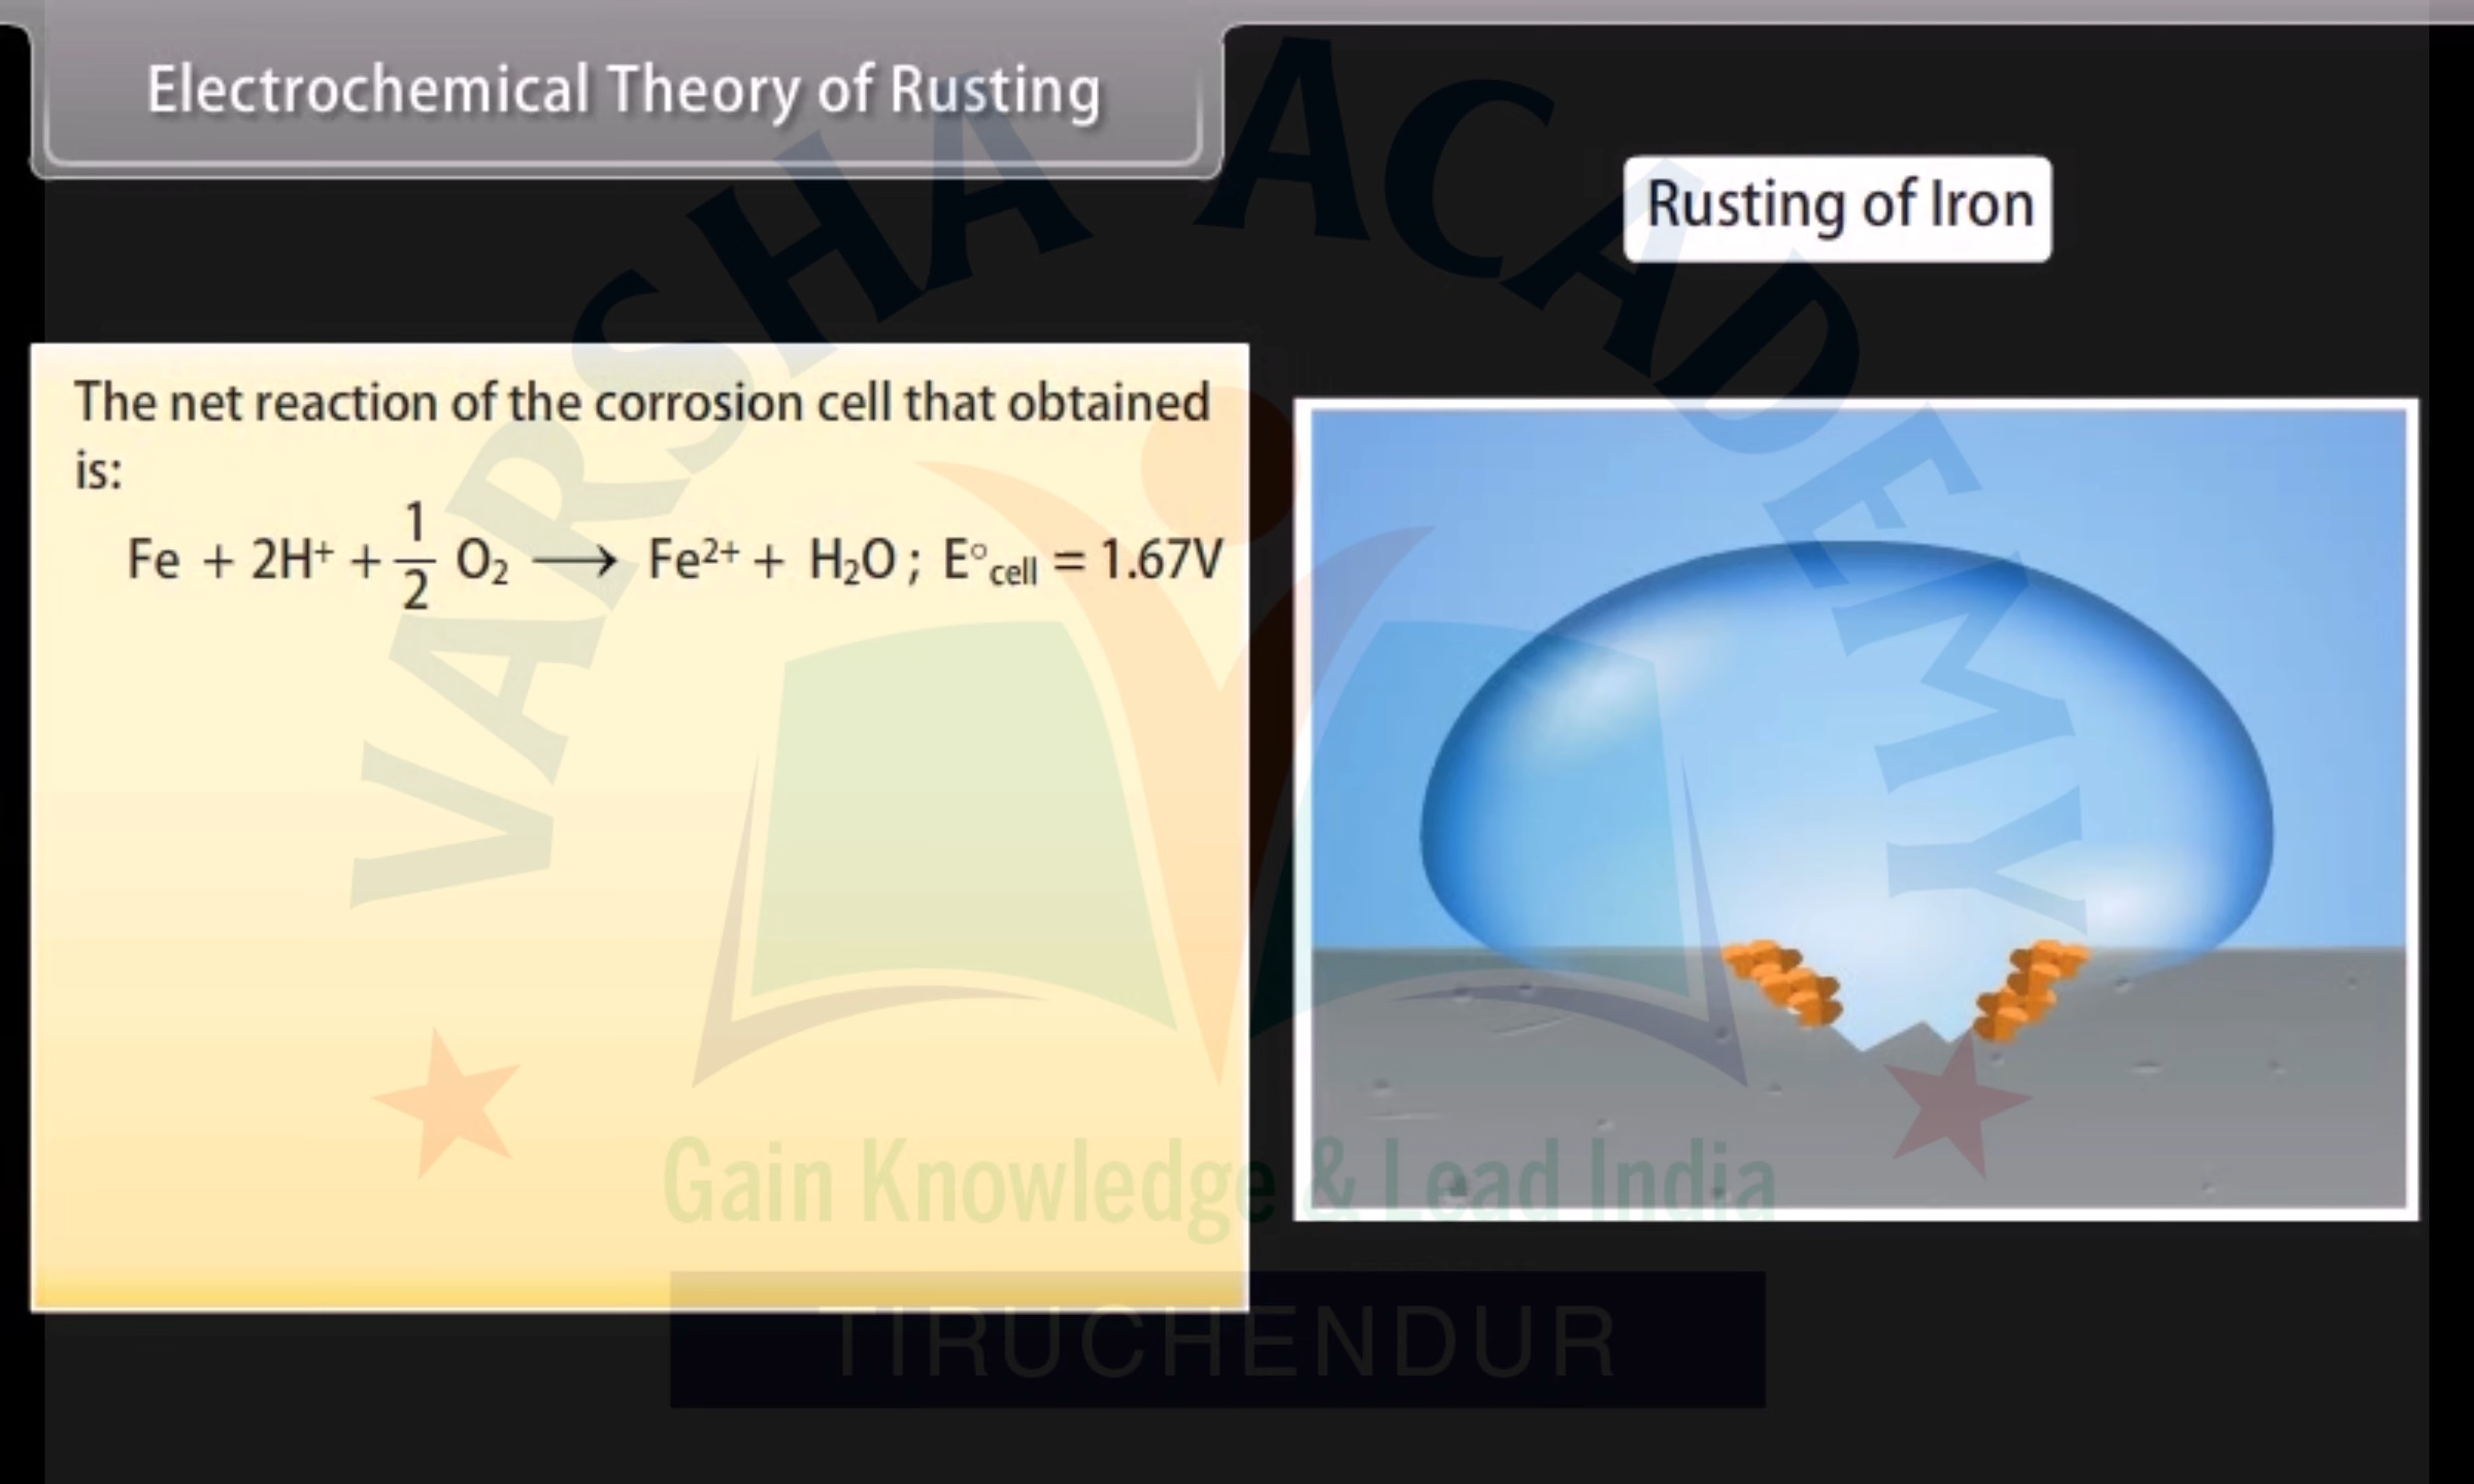 Electrochemical Theory of Rusting
Rusting of Iron
The net reaction of the corrosion cell that obtained
is:
Fe + 2H⁺ + 1/2 O₂ ⟶ Fe²⁺ + H₂O ; E°cell = 1.67V
VARSHA ACADEMY
Gain Knowledge & Lead India
TIRUCHENDUR